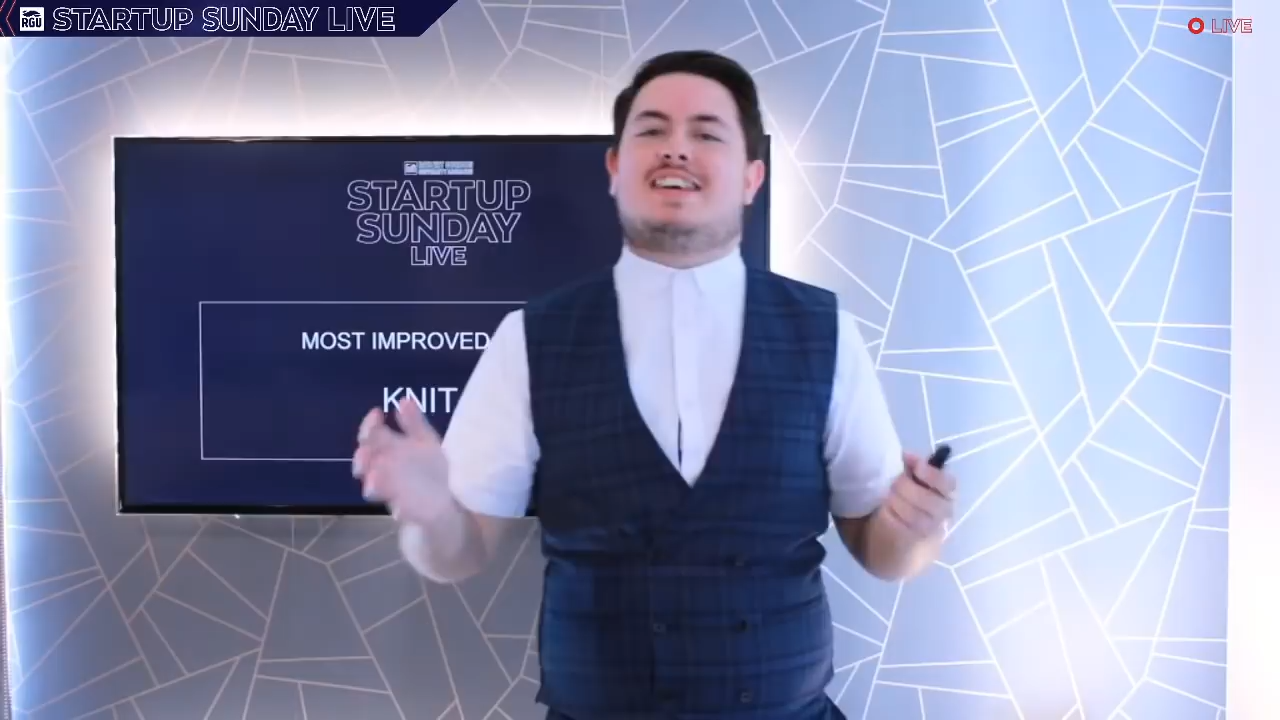 RGU STARTUP SUNDAY LIVE
LIVE
STARTUP
SUNDAY
LIVE
MOST IMPROVED
KNIT